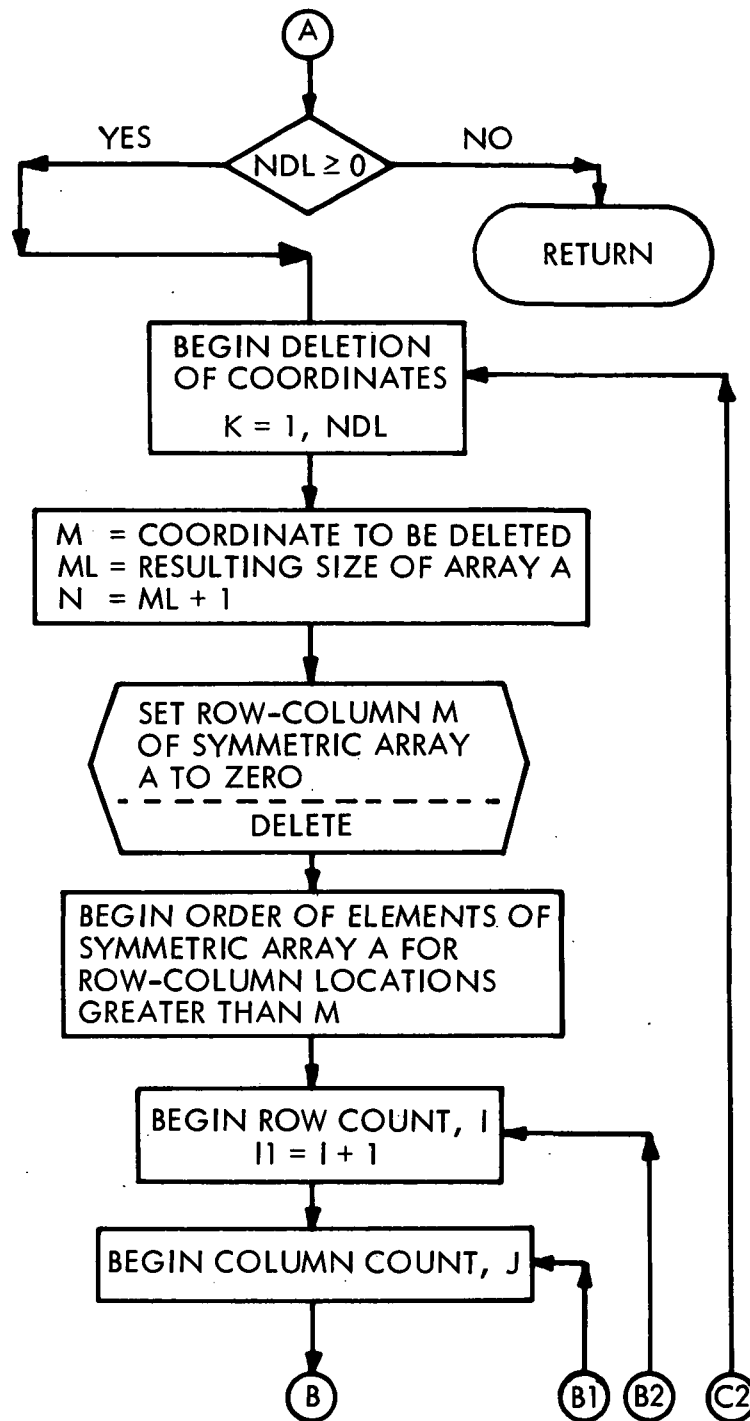 A
YES
NO
NDL ≥ 0
RETURN
BEGIN DELETION
OF COORDINATES
K = 1, NDL
M = COORDINATE TO BE DELETED
ML = RESULTING SIZE OF ARRAY A
N = ML + 1
SET ROW-COLUMN M
OF SYMMETRIC ARRAY
A TO ZERO
DELETE
BEGIN ORDER OF ELEMENTS OF
SYMMETRIC ARRAY A FOR
ROW-COLUMN LOCATIONS
GREATER THAN M
BEGIN ROW COUNT, I
I1 = I + 1
BEGIN COLUMN COUNT, J
B
B1
B2
C2